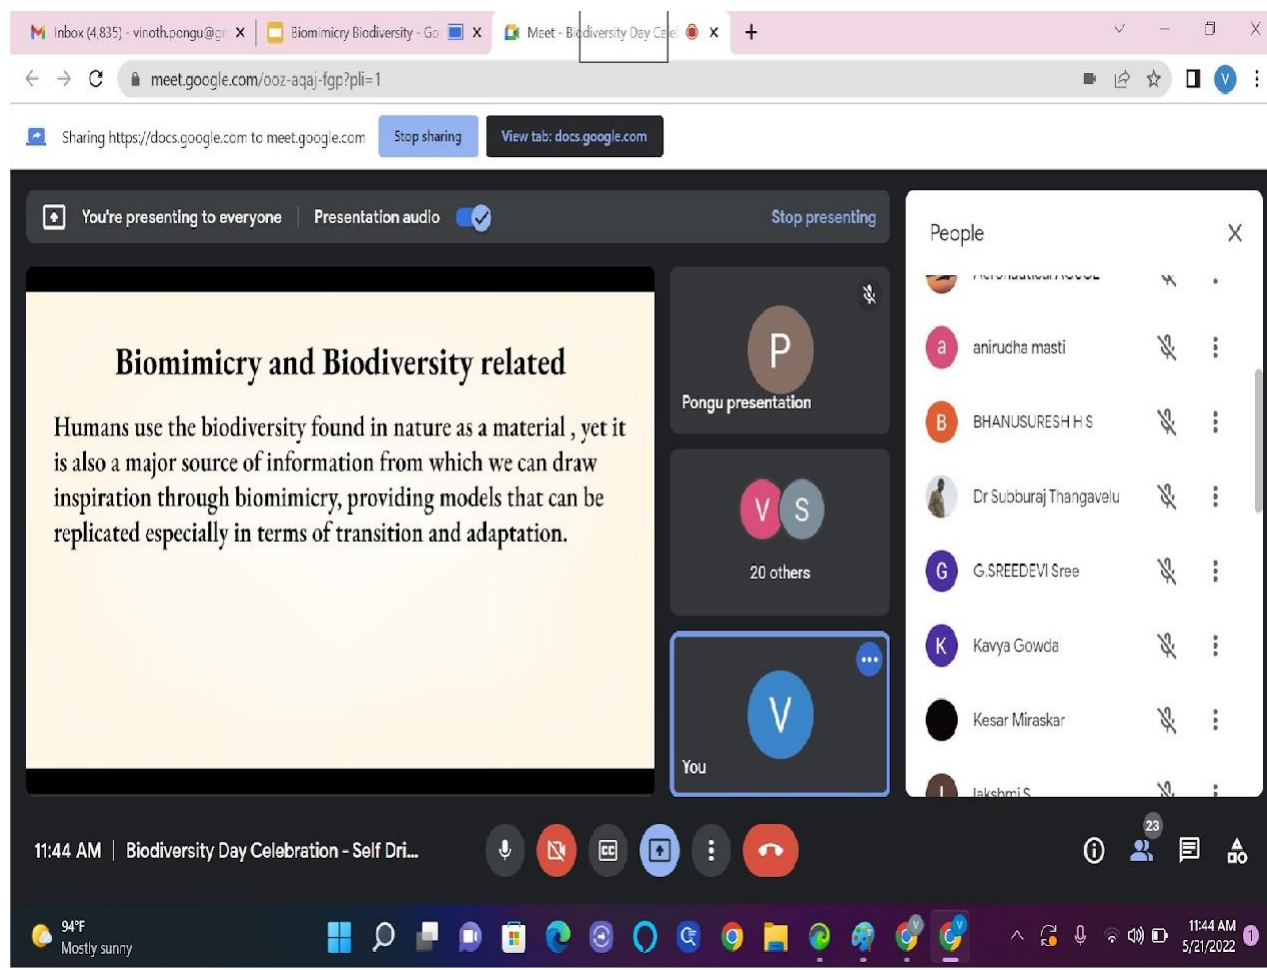 Inbox (4,835) - vinoth.pongu@g
Biomimicry Biodiversity - Go
Meet - Biodiversity Day Cele
meet.google.com/ooz-aqaj-fgp?pli=1
V
Sharing https://docs.google.com to meet.google.com
Stop sharing
View tab: docs.google.com
You're presenting to everyone
Presentation audio
Stop presenting
Biomimicry and Biodiversity related
Humans use the biodiversity found in nature as a material , yet it
is also a major source of information from which we can draw
inspiration through biomimicry, providing models that can be
replicated especially in terms of transition and adaptation.
P
Pongu presentation
V S
20 others
V
You
People
a anirudha masti
B BHANUSURESH H S
Dr Subburaj Thangavelu
G G.SREEDEVI Sree
K Kavya Gowda
Kesar Miraskar
lakshmi S
11:44 AM | Biodiversity Day Celebration - Self Dri...
CC
23
94°F
Mostly sunny
11:44 AM
5/21/2022
1